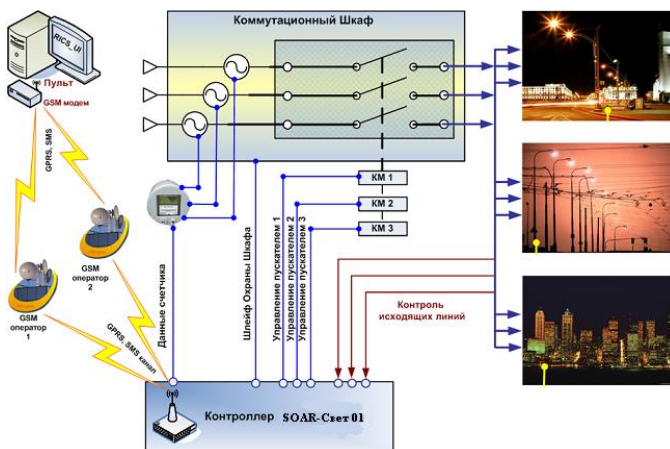 Коммутационный Шкаф
RICS_UI
Пульт
GSM модем
GPRS, SMS
GSM
оператор
2
GSM
оператор
1
GPRS, SMS канал
Данные счетчика
Шлейф Охраны Шкафа
Управление пускателем 1
Управление пускателем 2
Управление пускателем 3
КМ 1
КМ 2
КМ 3
Контроль
исходящих линий
Контроллер SOAR-Свет 01